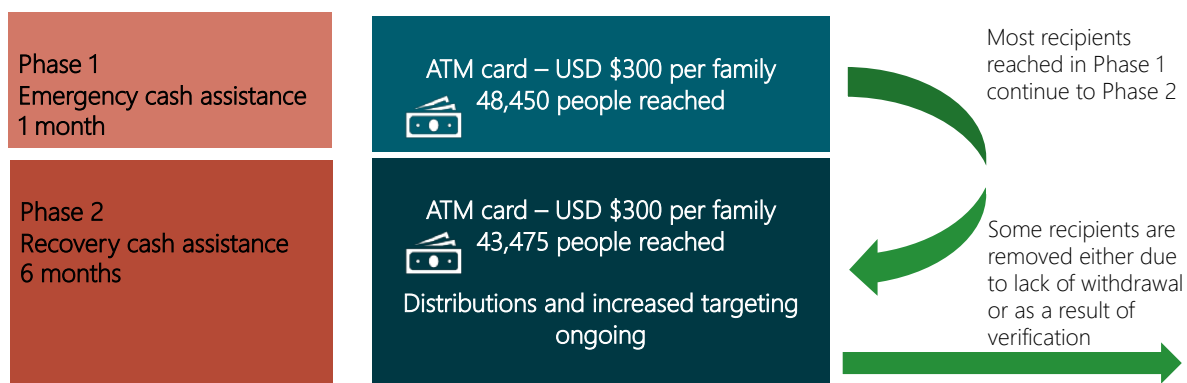 Phase 1
Emergency cash assistance
1 month
ATM card – USD $300 per family
48,450 people reached
Most recipients
reached in Phase 1
continue to Phase 2
Phase 2
Recovery cash assistance
6 months
ATM card – USD $300 per family
43,475 people reached
Distributions and increased targeting
ongoing
Some recipients are
removed either due
to lack of withdrawal
or as a result of
verification